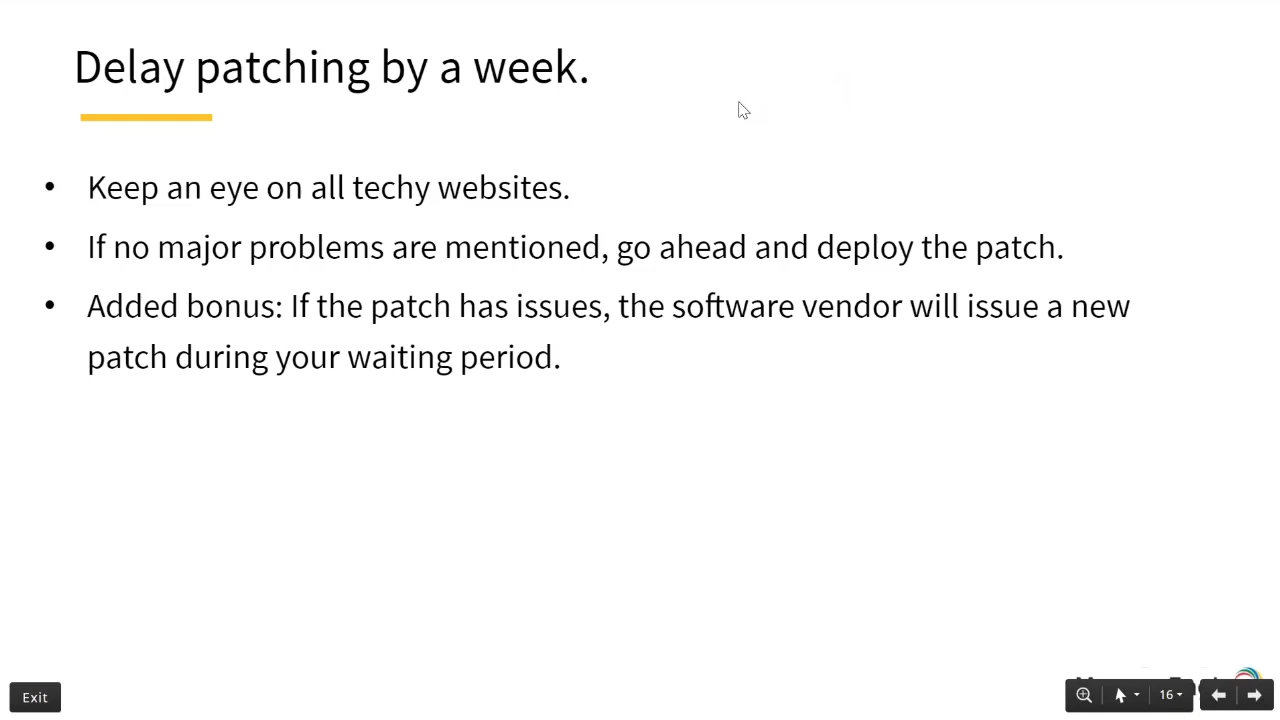 Delay patching by a week.
• Keep an eye on all techy websites.
• If no major problems are mentioned, go ahead and deploy the patch.
• Added bonus: If the patch has issues, the software vendor will issue a new
patch during your waiting period.
Exit
16